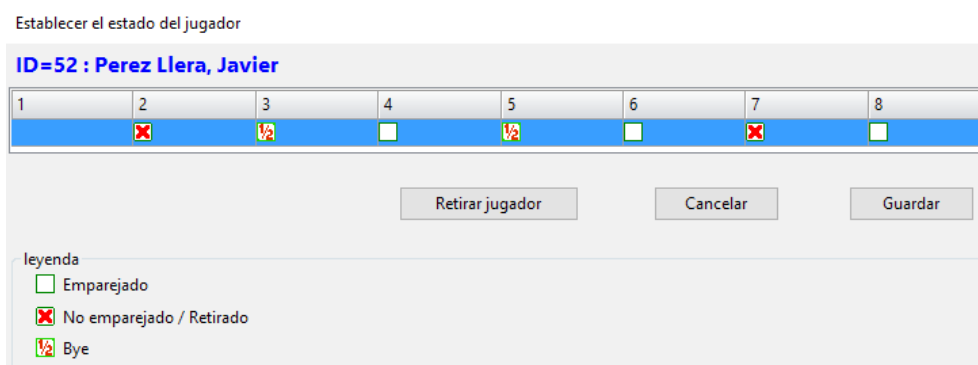 Establecer el estado del jugador
ID=52 : Perez Llera, Javier
1 2 3 4 5 6 7 8
½ ½
Retirar jugador Cancelar Guardar
leyenda
Emparejado
No emparejado / Retirado
½ Bye